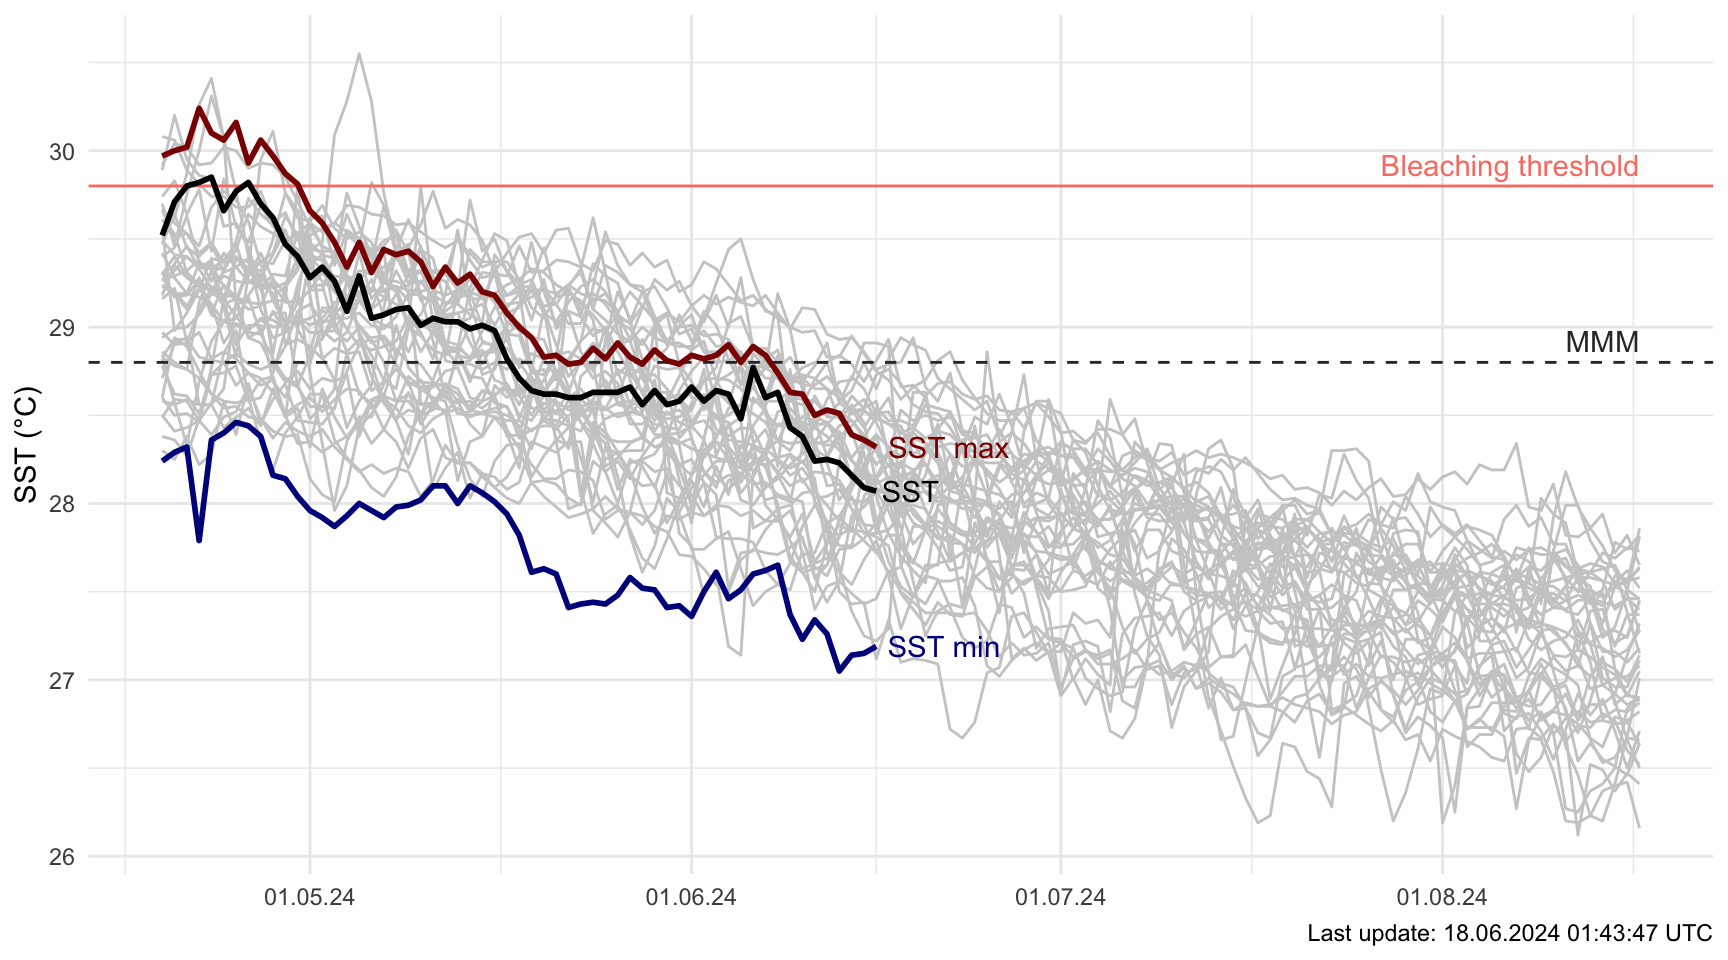 Bleaching threshold
MMM
SST max
SST
SST min
SST (°C)
30
29
28
27
26
01.05.24
01.06.24
01.07.24
01.08.24
Last update: 18.06.2024 01:43:47 UTC